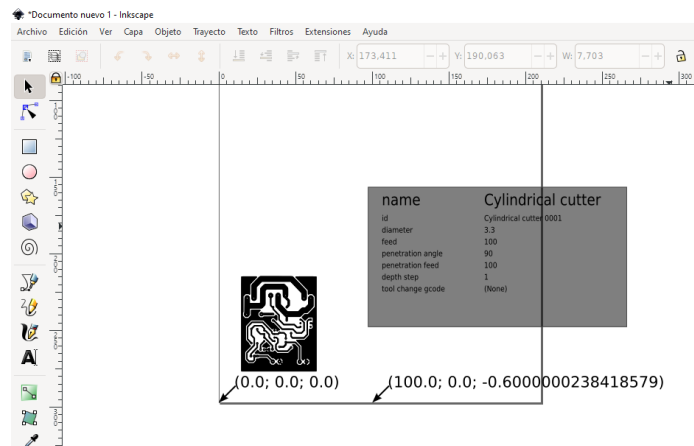 *Documento nuevo 1 - Inkscape
Archivo Edición Ver Capa Objeto Trayecto Texto Filtros Extensiones Ayuda
X: 173,411 - + Y: 190,063 - + W: 7,703 - +
-100 -50 0 50 100 150 200 250 300
name Cylindrical cutter
id Cylindrical cutter 0001
diameter 3.3
feed 100
penetration angle 90
penetration feed 100
depth step 1
tool change gcode (None)
(0.0; 0.0; 0.0) (100.0; 0.0; -0.6000000238418579)